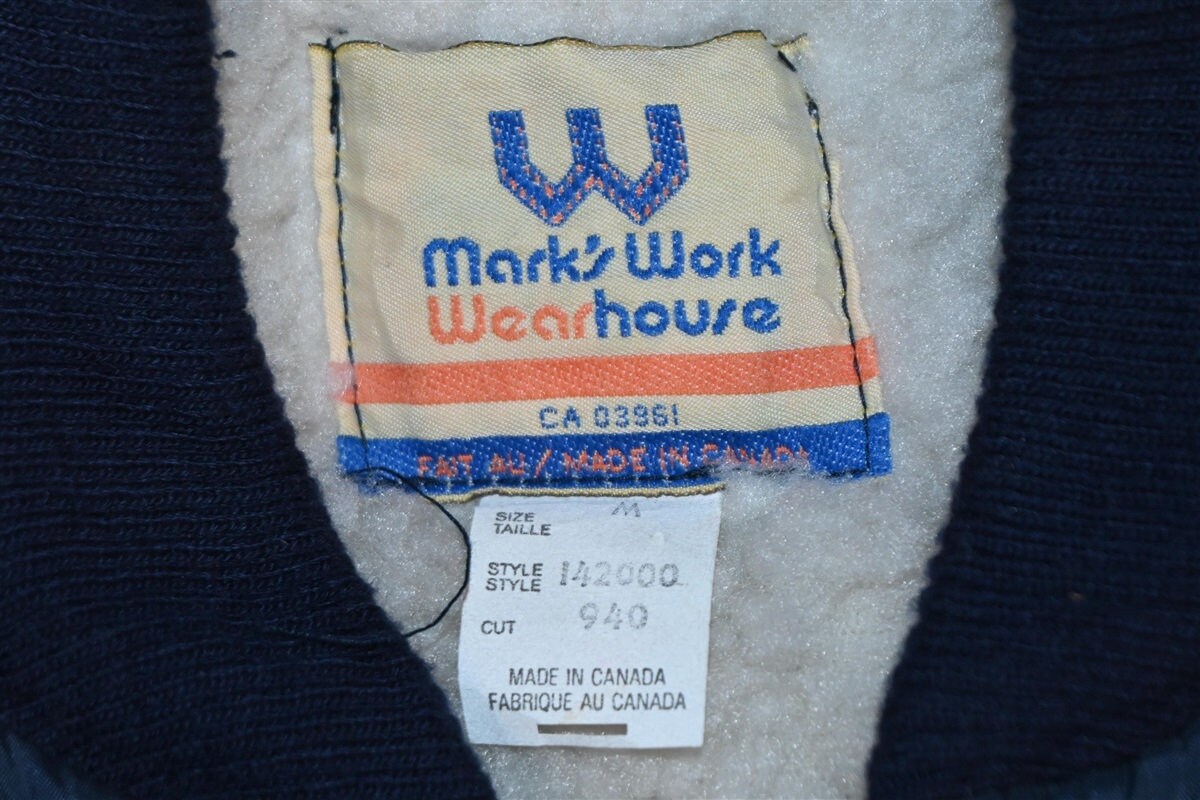 W
Mark's Work
Wearhouse
CA 03961
FAIT AU / MADE IN CANADA
SIZE M
TAILLE
STYLE 142000
STYLE
CUT 940
MADE IN CANADA
FABRIQUE AU CANADA